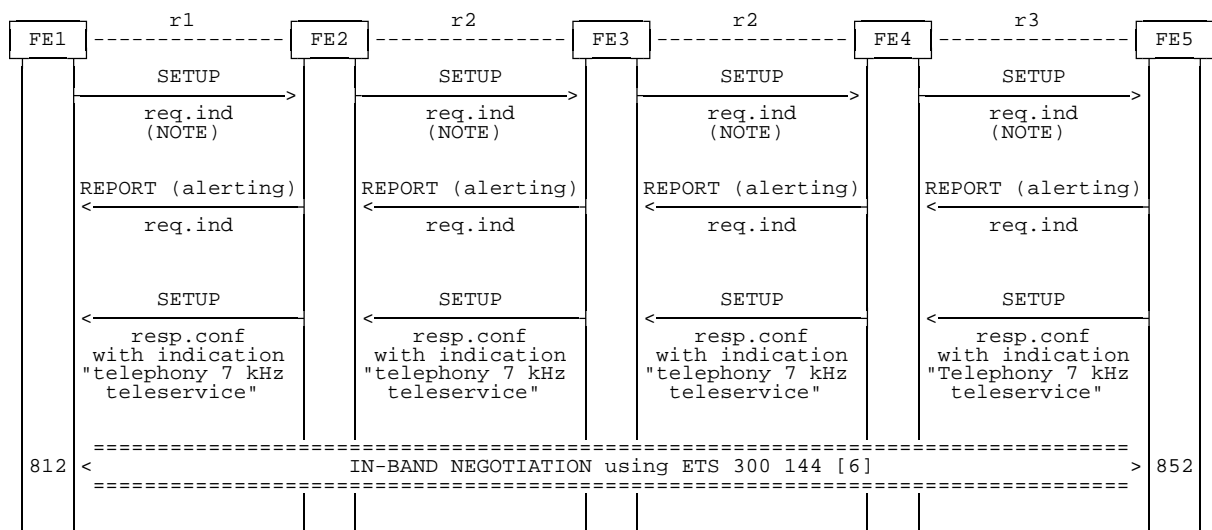 r1 r2 r2 r3
FE1 FE2 FE3 FE4 FE5
SETUP SETUP SETUP SETUP
req.ind req.ind req.ind req.ind
(NOTE) (NOTE) (NOTE) (NOTE)
REPORT (alerting) REPORT (alerting) REPORT (alerting) REPORT (alerting)
req.ind req.ind req.ind req.ind
SETUP SETUP SETUP SETUP
resp.conf resp.conf resp.conf resp.conf
with indication with indication with indication with indication
"telephony 7 kHz "telephony 7 kHz "telephony 7 kHz "Telephony 7 kHz
teleservice" teleservice" teleservice" teleservice"
812 < IN-BAND NEGOTIATION using ETS 300 144 [6] > 852